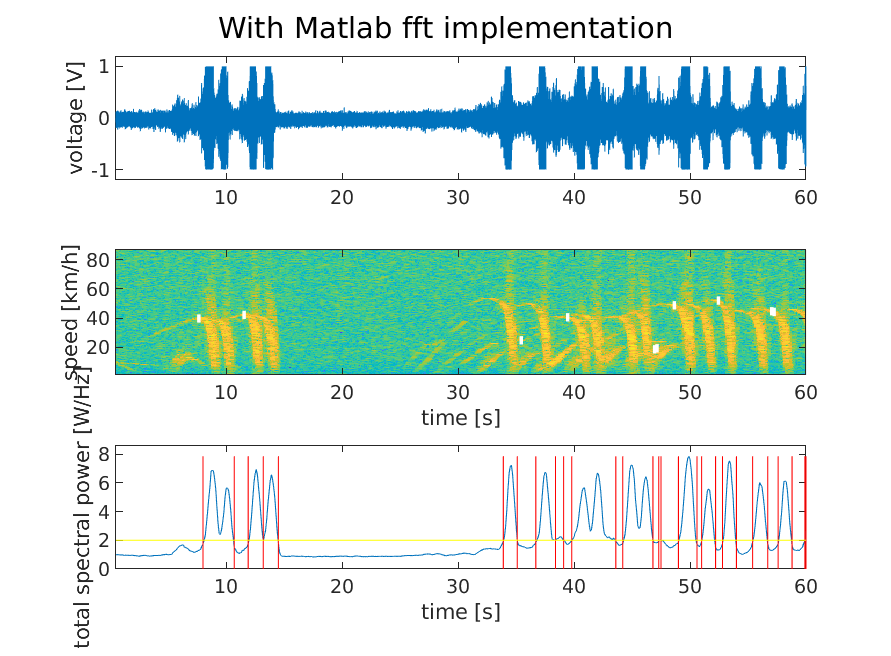 With Matlab fft implementation
voltage [V]
1
0
-1
10 20 30 40 50 60
speed [km/h]
80
60
40
20
10 20 30 40 50 60
time [s]
total spectral power [W/Hz]
8
6
4
2
0
10 20 30 40 50 60
time [s]